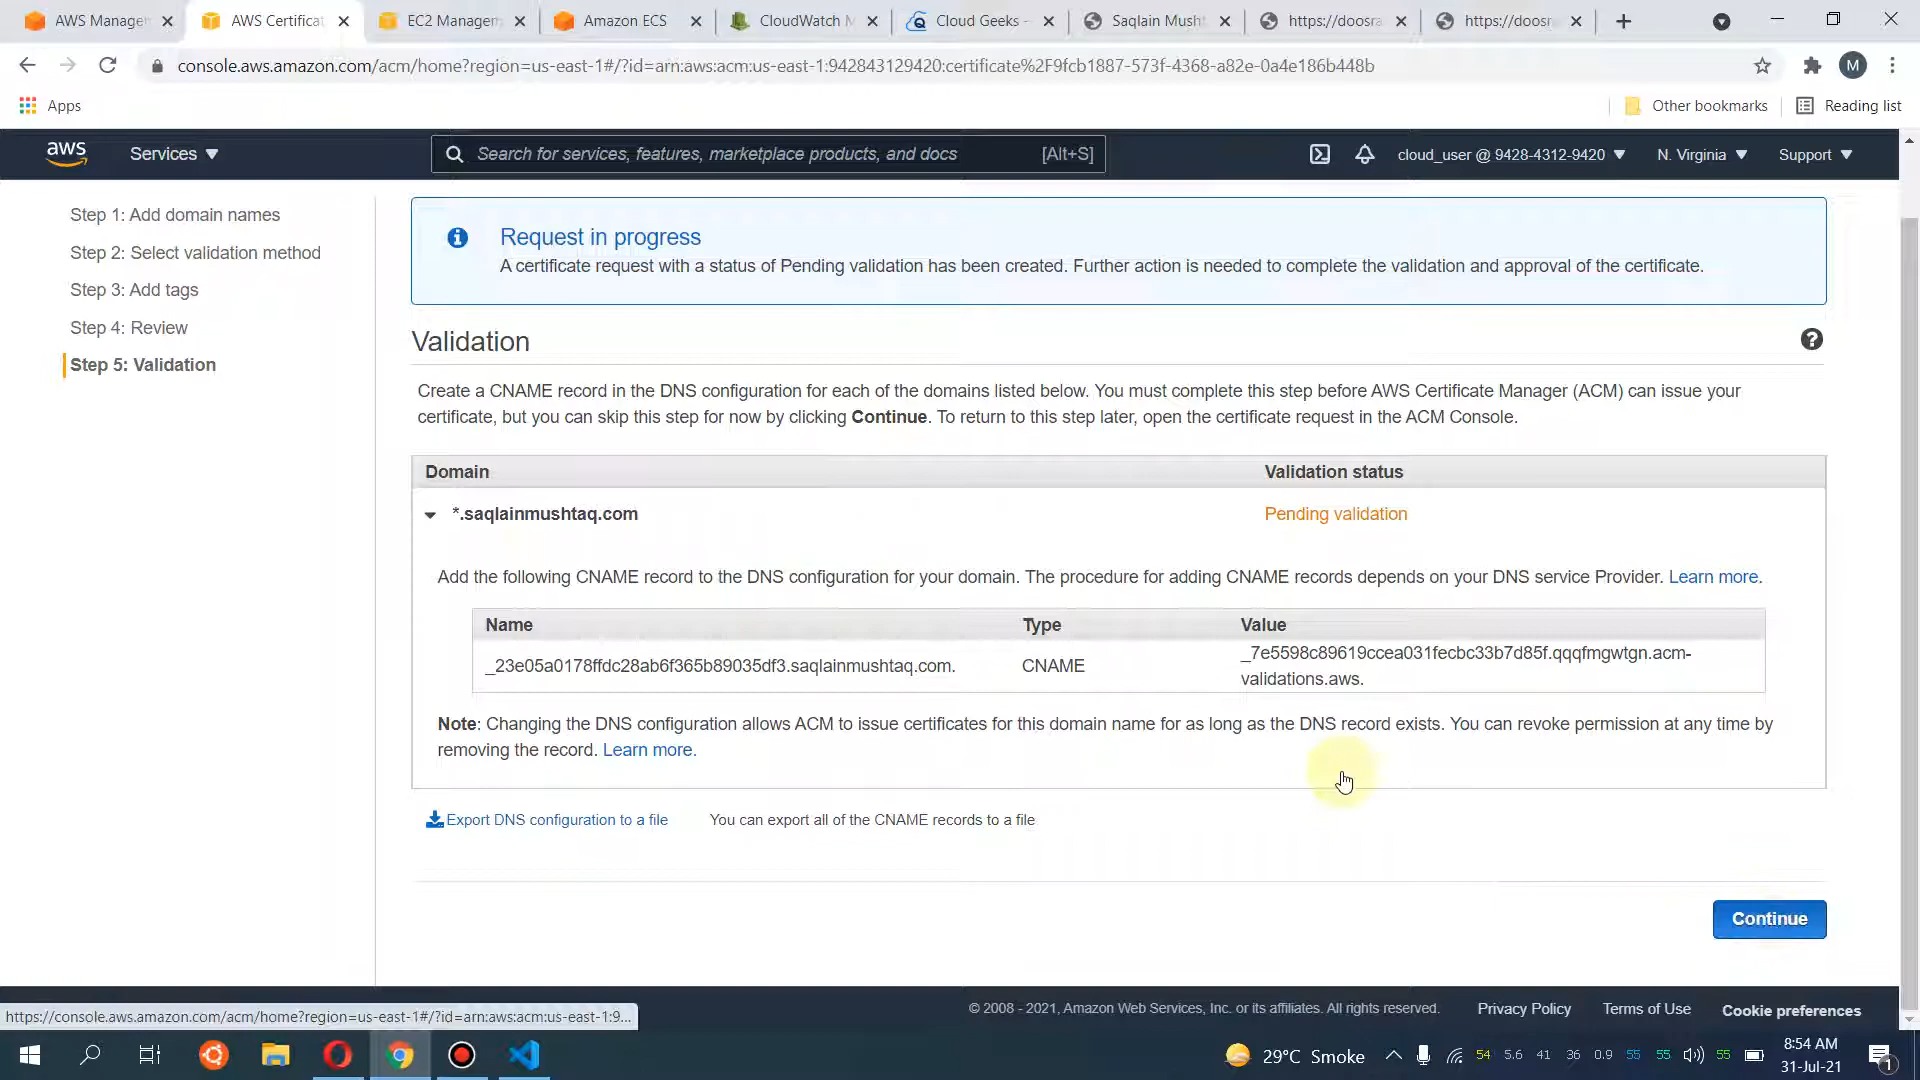 AWS Managem
AWS Certificat
EC2 Managem
Amazon ECS
CloudWatch M
Cloud Geeks -
Saqlain Musht
https://doosra
https://doosra
console.aws.amazon.com/acm/home?region=us-east-1#/?id=arn:aws:acm:us-east-1:942843129420:certificate%2F9fcb1887-573f-4368-a82e-0a4e186b448b
M
Apps
Other bookmarks
Reading list
aws
Services
Search for services, features, marketplace products, and docs
[Alt+S]
cloud_user @ 9428-4312-9420
N. Virginia
Support
Step 1: Add domain names
Step 2: Select validation method
Step 3: Add tags
Step 4: Review
Step 5: Validation
Request in progress
A certificate request with a status of Pending validation has been created. Further action is needed to complete the validation and approval of the certificate.
Validation
Create a CNAME record in the DNS configuration for each of the domains listed below. You must complete this step before AWS Certificate Manager (ACM) can issue your
certificate, but you can skip this step for now by clicking Continue. To return to this step later, open the certificate request in the ACM Console.
Domain
Validation status
*.saqlainmushtaq.com
Pending validation
Add the following CNAME record to the DNS configuration for your domain. The procedure for adding CNAME records depends on your DNS service Provider. Learn more.
Name
Type
Value
_23e05a0178ffdc28ab6f365b89035df3.saqlainmushtaq.com.
CNAME
_7e5598c89619ccea031fecbc33b7d85f.qqqfmgwtgn.acm-
validations.aws.
Note: Changing the DNS configuration allows ACM to issue certificates for this domain name for as long as the DNS record exists. You can revoke permission at any time by
removing the record. Learn more.
Export DNS configuration to a file
You can export all of the CNAME records to a file
Continue
© 2008 - 2021, Amazon Web Services, Inc. or its affiliates. All rights reserved.
Privacy Policy
Terms of Use
Cookie preferences
https://console.aws.amazon.com/acm/home?region=us-east-1#/?id=arn:aws:acm:us-east-1:9...
29°C Smoke
54
5.6
41
36
0.9
55
55
55
8:54 AM
31-Jul-21
1